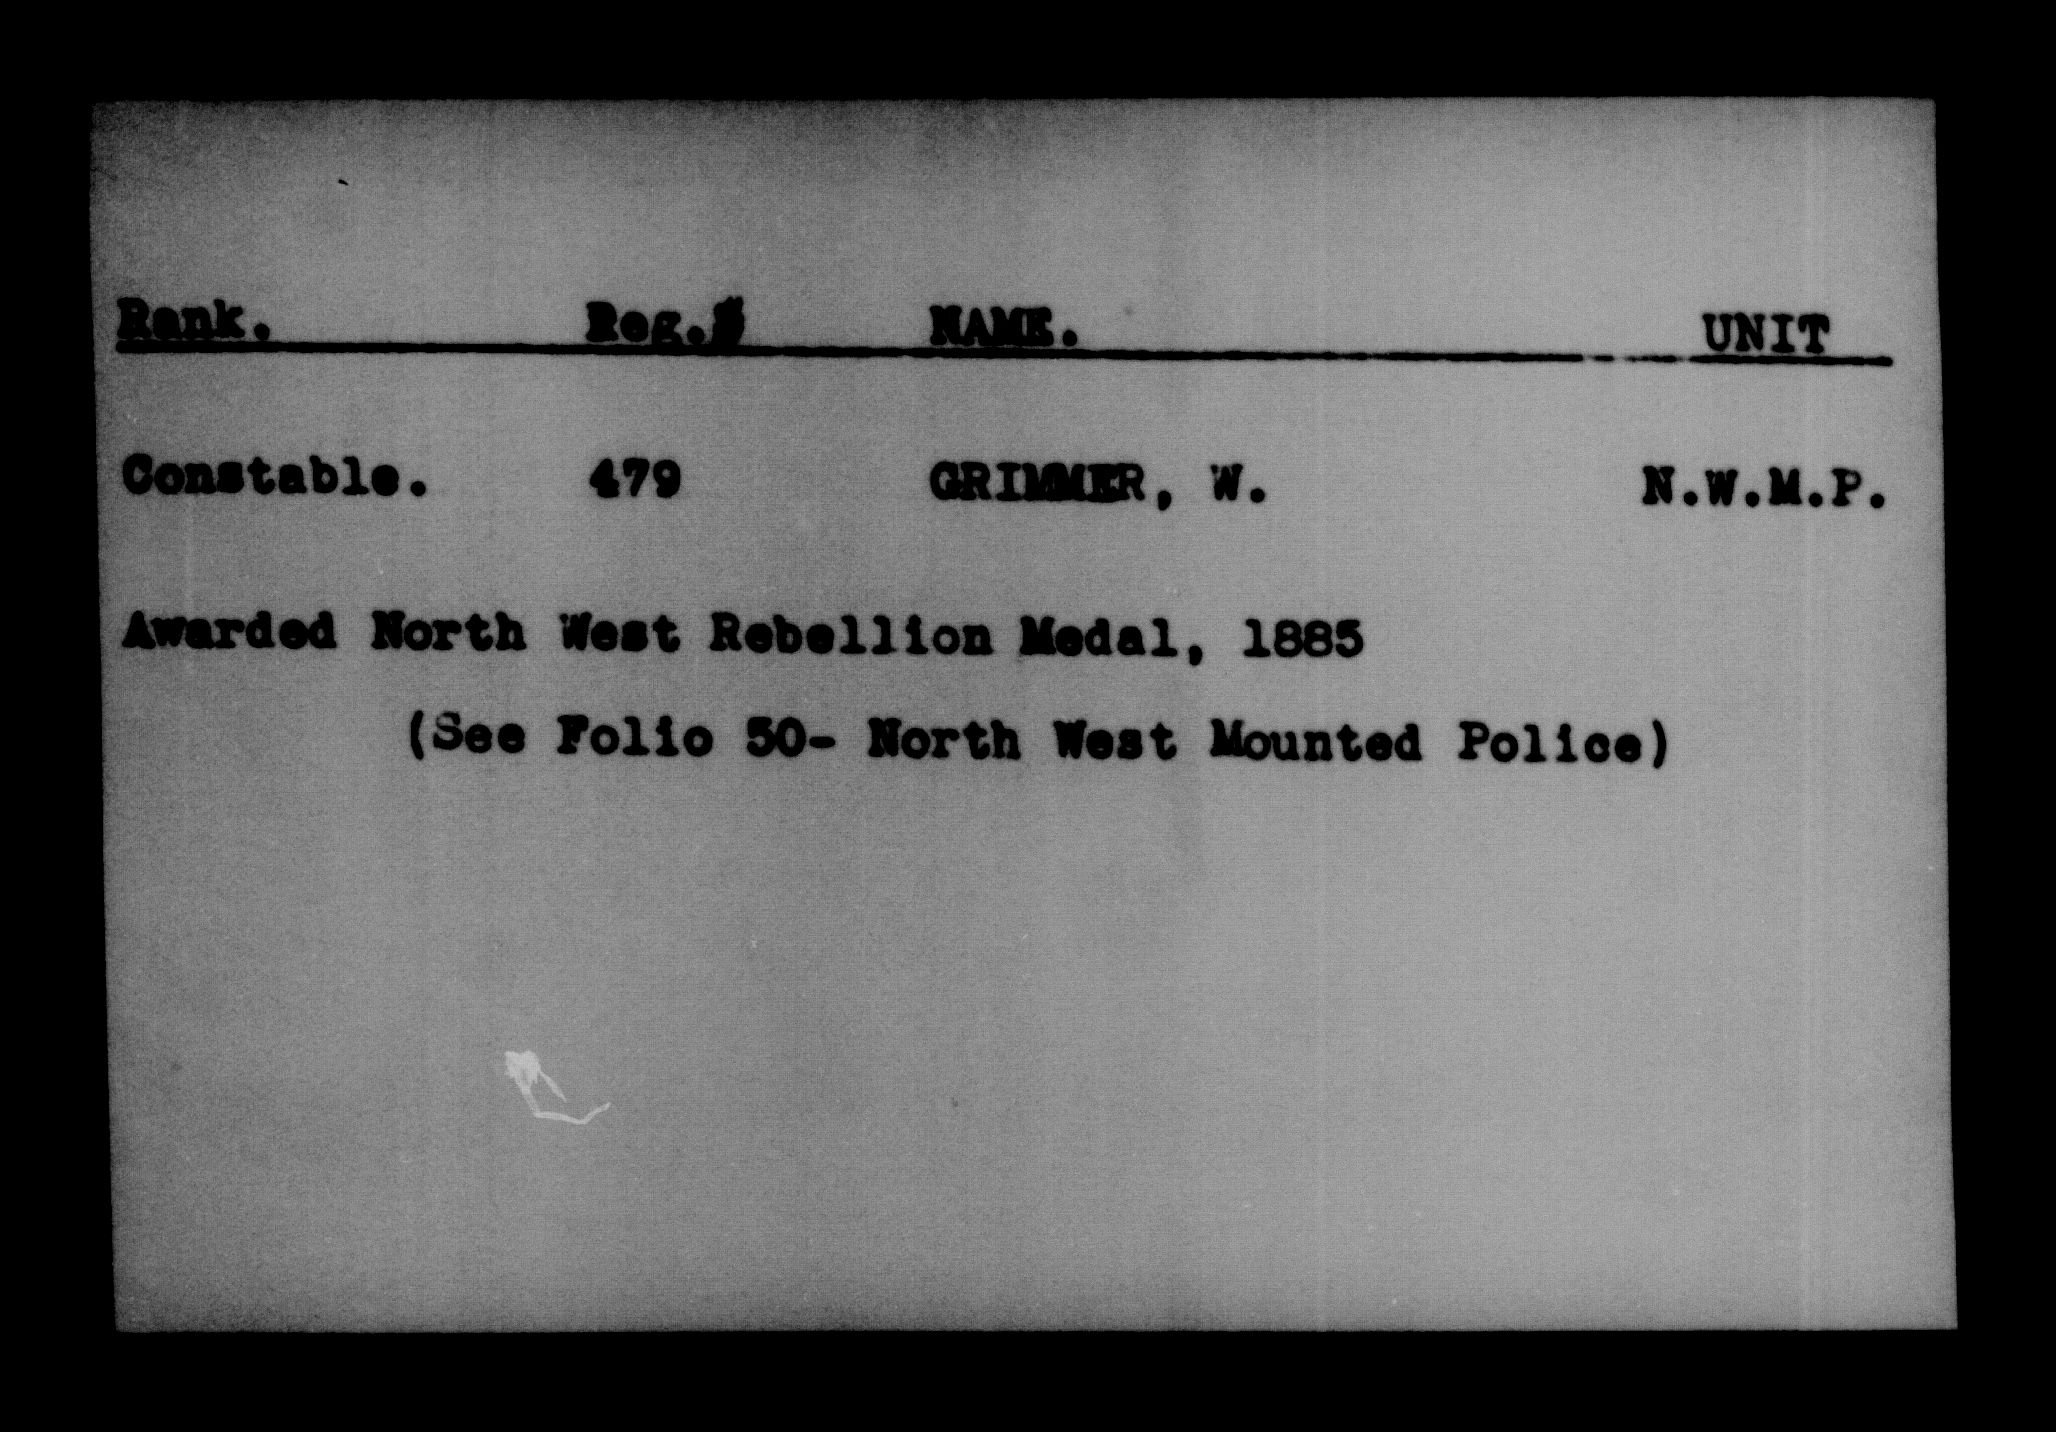 Rank. Reg.# NAME. UNIT
Constable. 479 GRIMMER, W. N.W.M.P.
Awarded North West Rebellion Medal, 1885
(See Folio 50- North West Mounted Police)